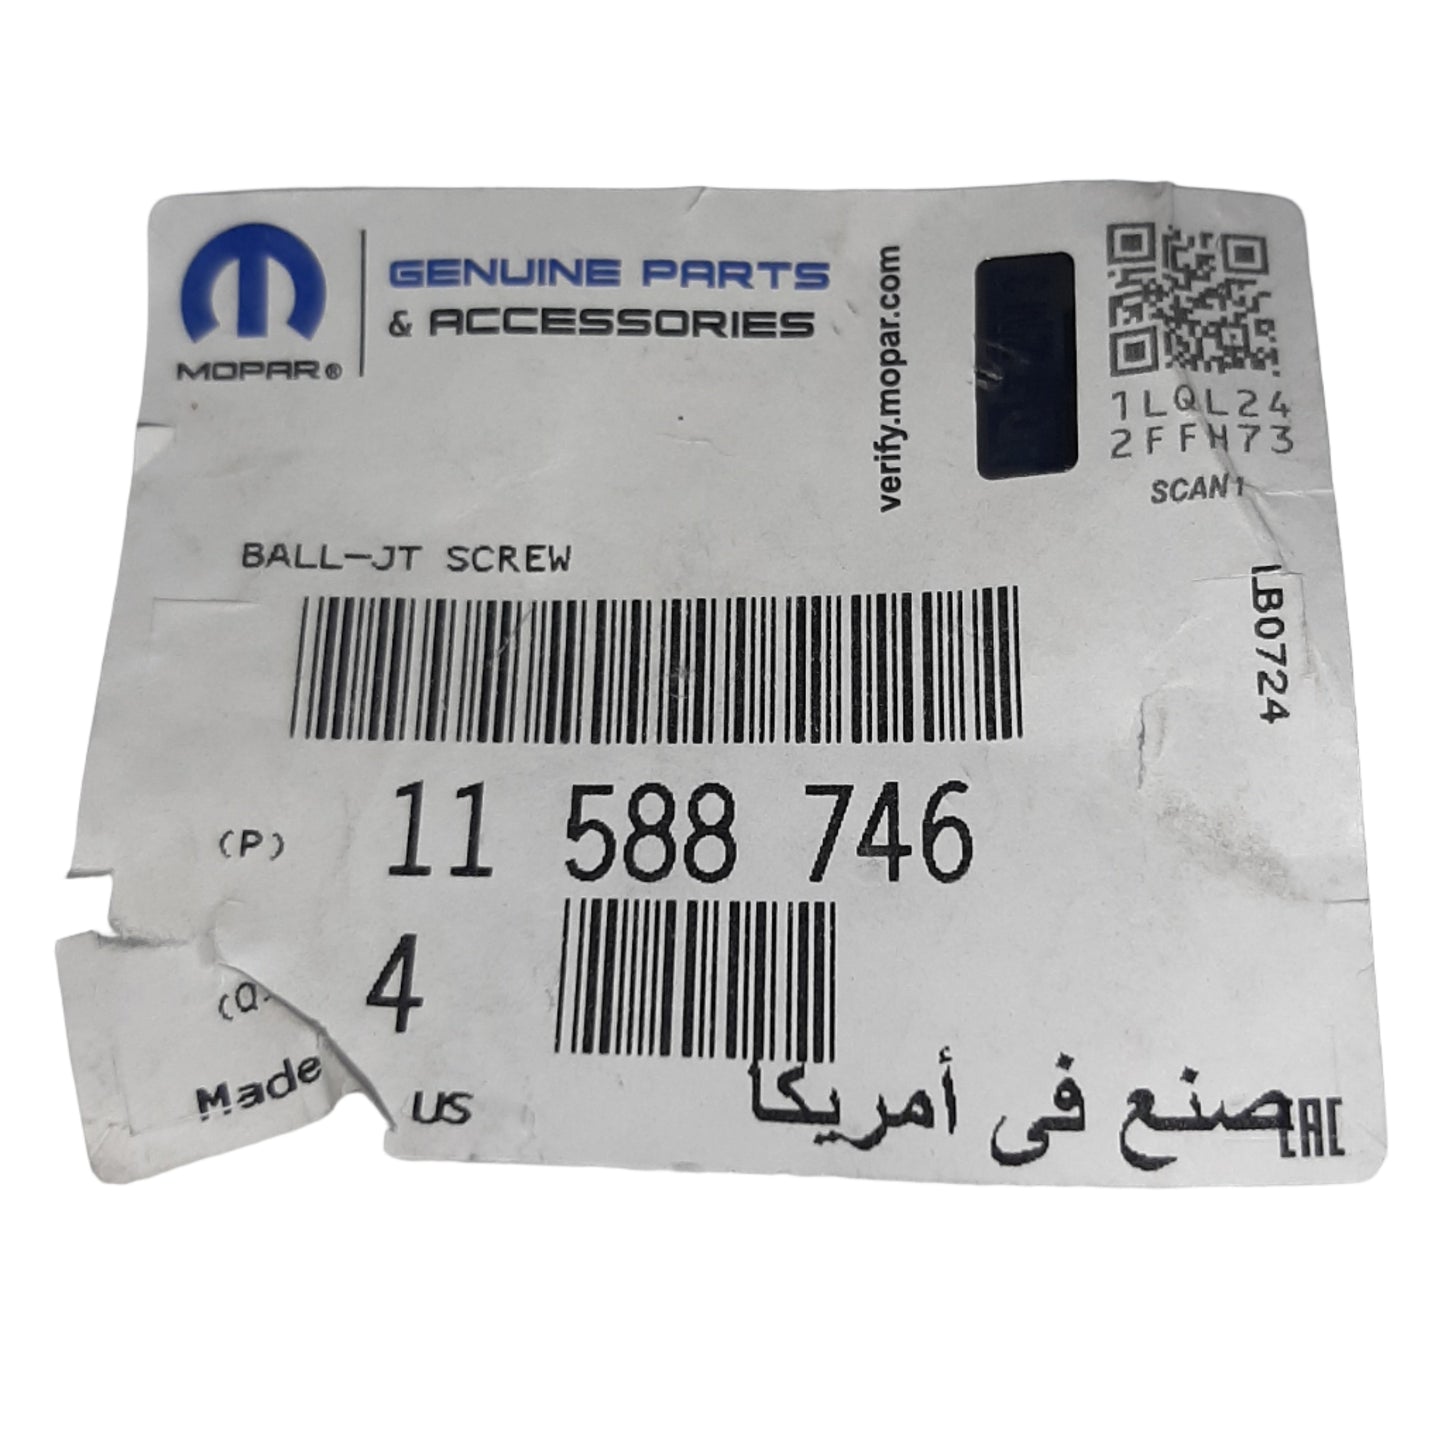 MOPAR®
GENUINE PARTS
& ACCESSORIES
verify.mopar.com
1LQL24
2FFH73
SCAN
LB0724
BALL-JT SCREW
(P) 11 588 746
4
Made US
صنع فى أمريكا
EAC